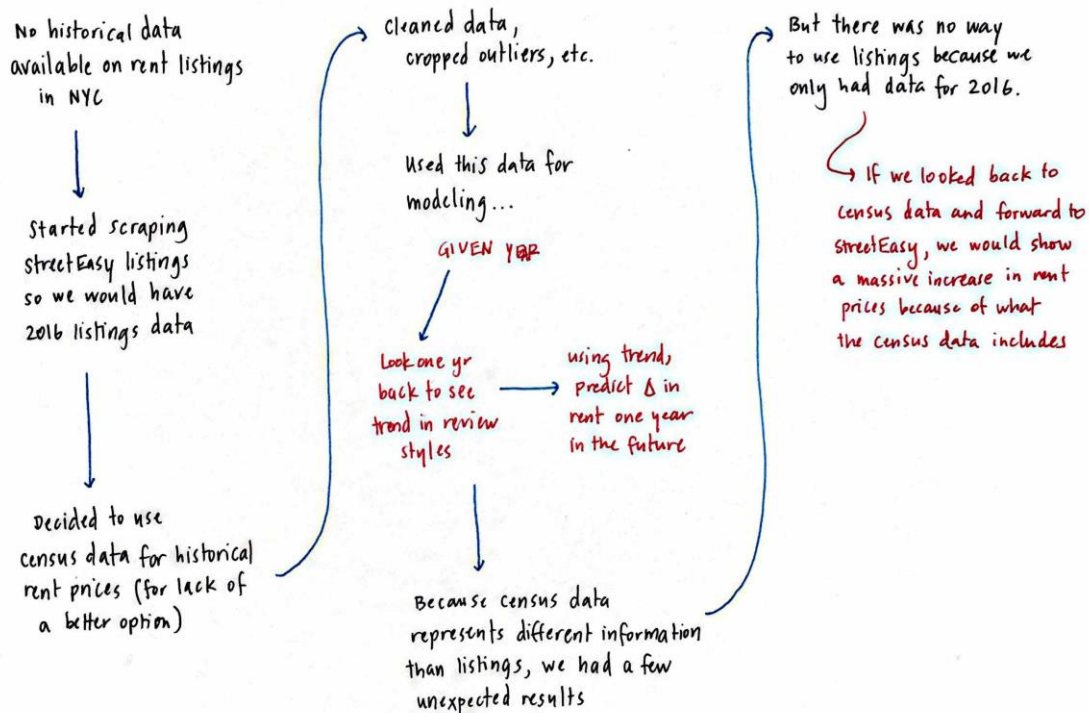 No historical data
available on rent listings
in NYC
Started scraping
StreetEasy listings
so we would have
2016 listings data
Decided to use
census data for historical
rent prices (for lack of
a better option)
Cleaned data,
cropped outliers, etc.
Used this data for
modeling...
GIVEN YEAR
Look one yr
back to see
trend in review
styles
using trend,
predict Δ in
rent one year
in the future
Because census data
represents different information
than listings, we had a few
unexpected results
But there was no way
to use listings because we
only had data for 2016.
If we looked back to
census data and forward to
StreetEasy, we would show
a massive increase in rent
prices because of what
the census data includes